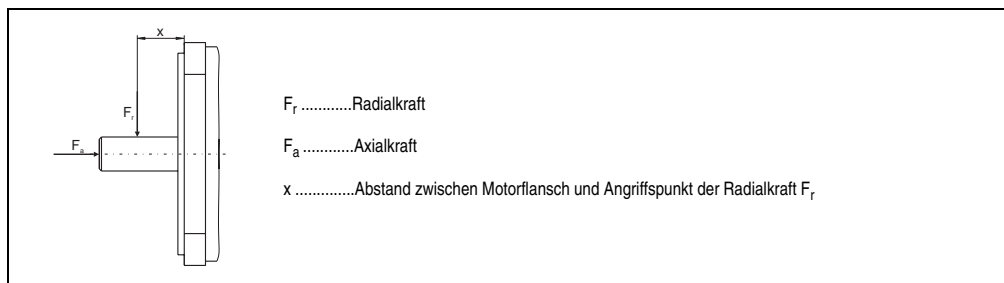 x
Fr
Fa
Fr ............Radialkraft
Fa ............Axialkraft
x ..............Abstand zwischen Motorflansch und Angriffspunkt der Radialkraft Fr